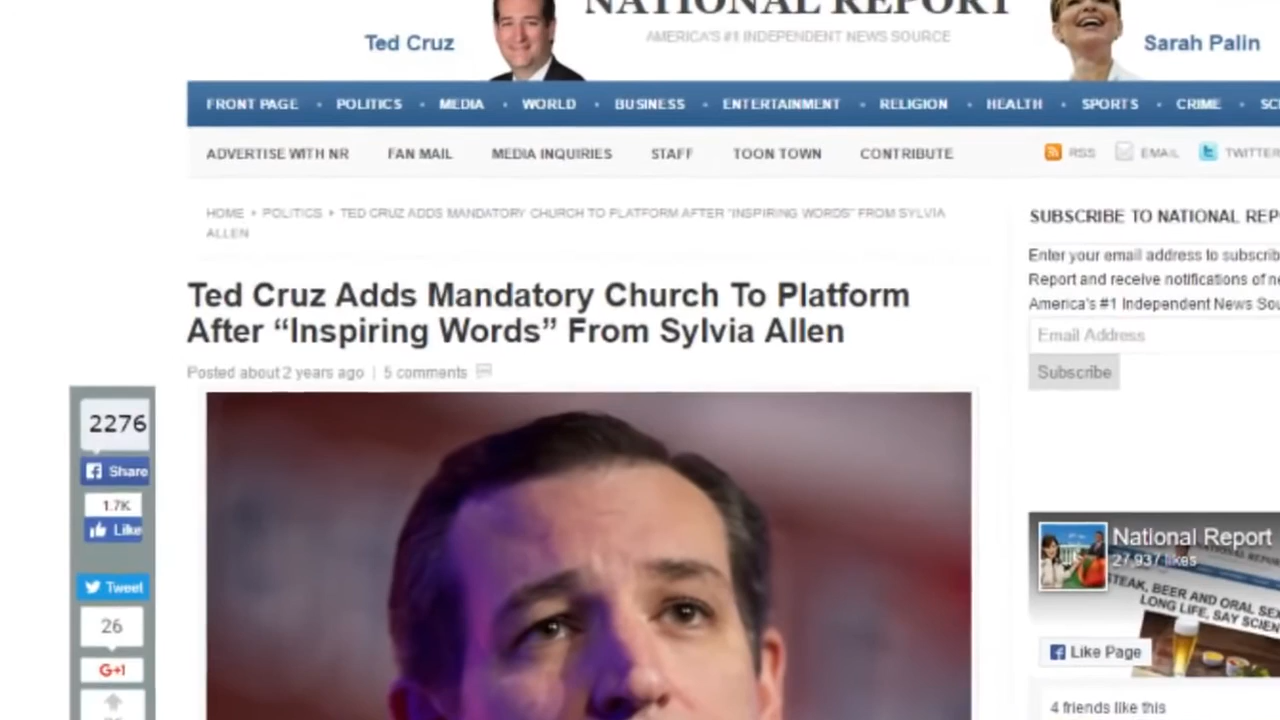 NATIONAL REPORT
Ted Cruz
AMERICA'S #1 INDEPENDENT NEWS SOURCE
Sarah Palin
FRONT PAGE • POLITICS • MEDIA • WORLD • BUSINESS • ENTERTAINMENT • RELIGION • HEALTH • SPORTS • CRIME • SC
ADVERTISE WITH NR FAN MAIL MEDIA INQUIRIES STAFF TOON TOWN CONTRIBUTE RSS EMAIL TWITTER
HOME POLITICS TED CRUZ ADDS MANDATORY CHURCH TO PLATFORM AFTER "INSPIRING WORDS" FROM SYLVIA
ALLEN
Ted Cruz Adds Mandatory Church To Platform
After “Inspiring Words” From Sylvia Allen
Posted about 2 years ago | 5 comments
2276
Share
1.7K
Like
Tweet
26
G+1
SUBSCRIBE TO NATIONAL REP
Enter your email address to subscrib
Report and receive notifications of n
America's #1 Independent News Sou
Email Address
Subscribe
National Report
27,937 likes
STEAK, BEER AND ORAL SE
LONG LIFE, SAY SCIEN
Like Page
4 friends like this